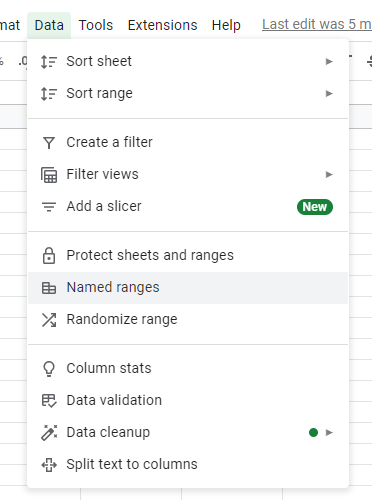 mat Data Tools Extensions Help Last edit was 5 m
% .0
Sort sheet
Sort range
Create a filter
Filter views
Add a slicer New
Protect sheets and ranges
Named ranges
Randomize range
Column stats
Data validation
Data cleanup
Split text to columns